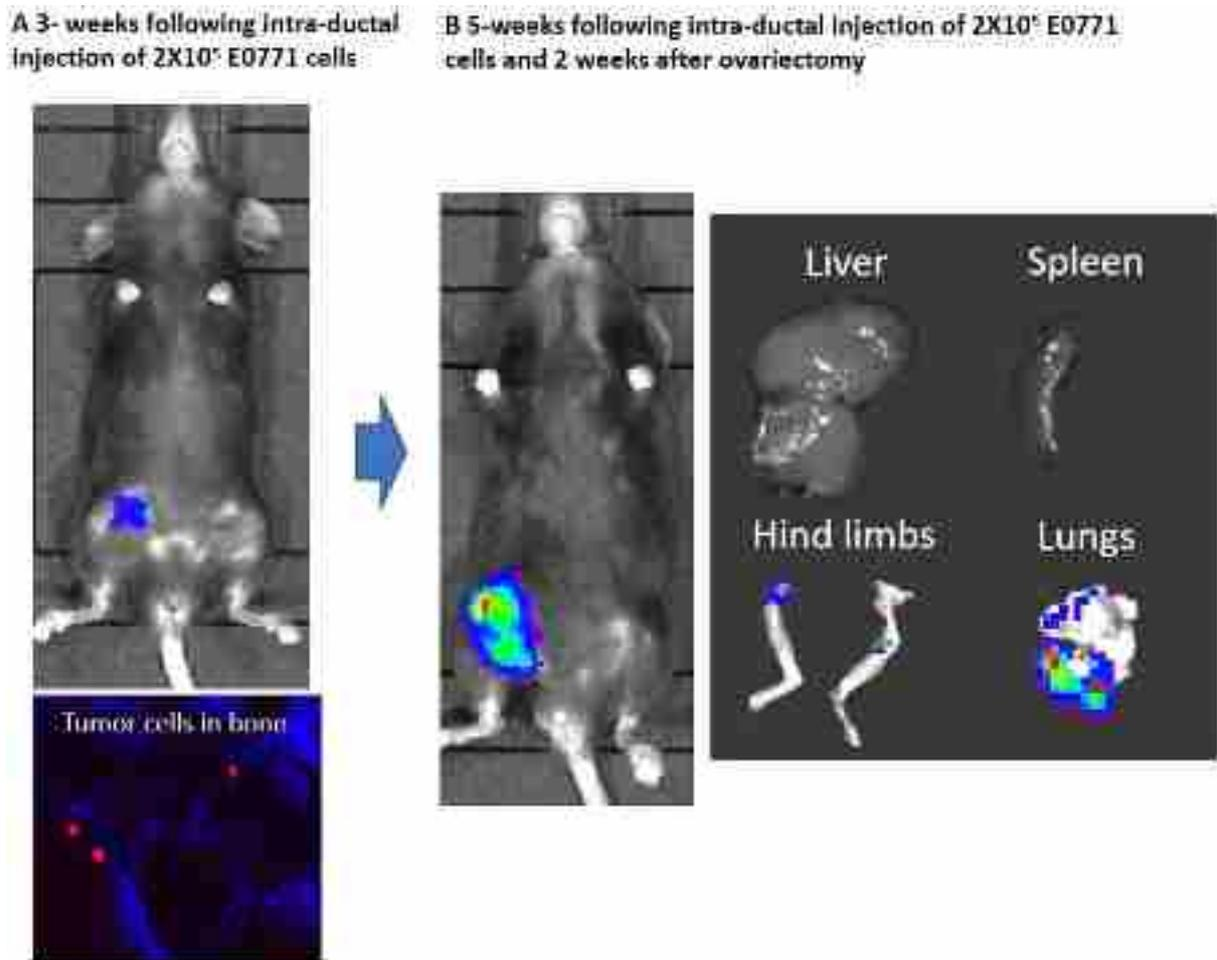 A 3- weeks following intra-ductal
injection of 2X10⁵ E0771 cells
B 5-weeks following intra-ductal injection of 2X10⁵ E0771
cells and 2 weeks after ovariectomy
Tumor cells in bone
Liver
Spleen
Hind limbs
Lungs